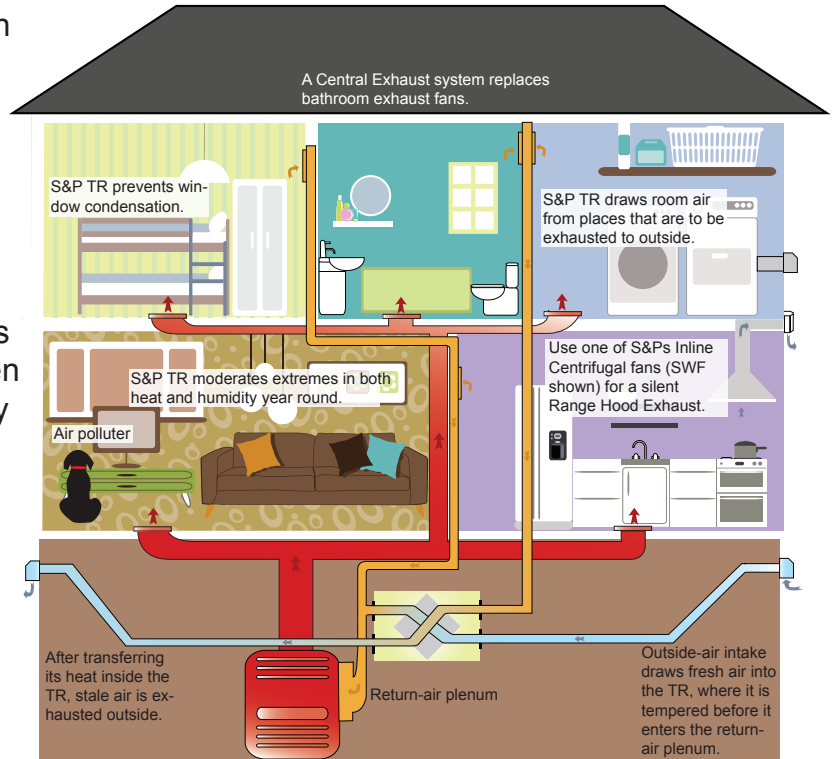 n
A Central Exhaust system replaces
bathroom exhaust fans.
S&P TR prevents win-
dow condensation.
S&P TR draws room air
from places that are to be
exhausted to outside.
s
en
y
S&P TR moderates extremes in both
heat and humidity year round.
Use one of S&Ps Inline
Centrifugal fans (SWF
shown) for a silent
Range Hood Exhaust.
Air polluter
After transferring
its heat inside the
TR, stale air is ex-
hausted outside.
Return-air plenum
Outside-air intake
draws fresh air into
the TR, where it is
tempered before it
enters the return-
air plenum.